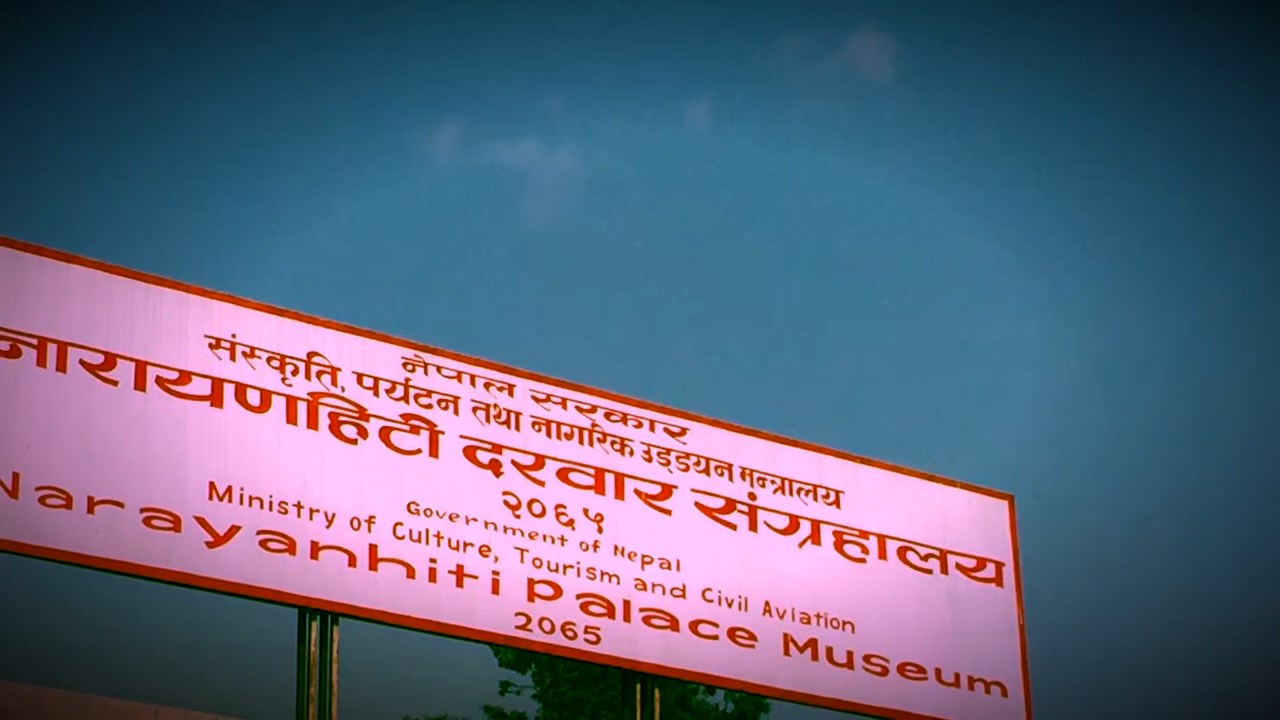 नेपाल सरकार
संस्कृति, पर्यटन तथा नागरिक उड्डयन मन्त्रालय
नारायणहिटी दरवार संग्रहालय
२०६५
Government of Nepal
Ministry of Culture, Tourism and Civil Aviation
Narayanhiti Palace Museum
2065